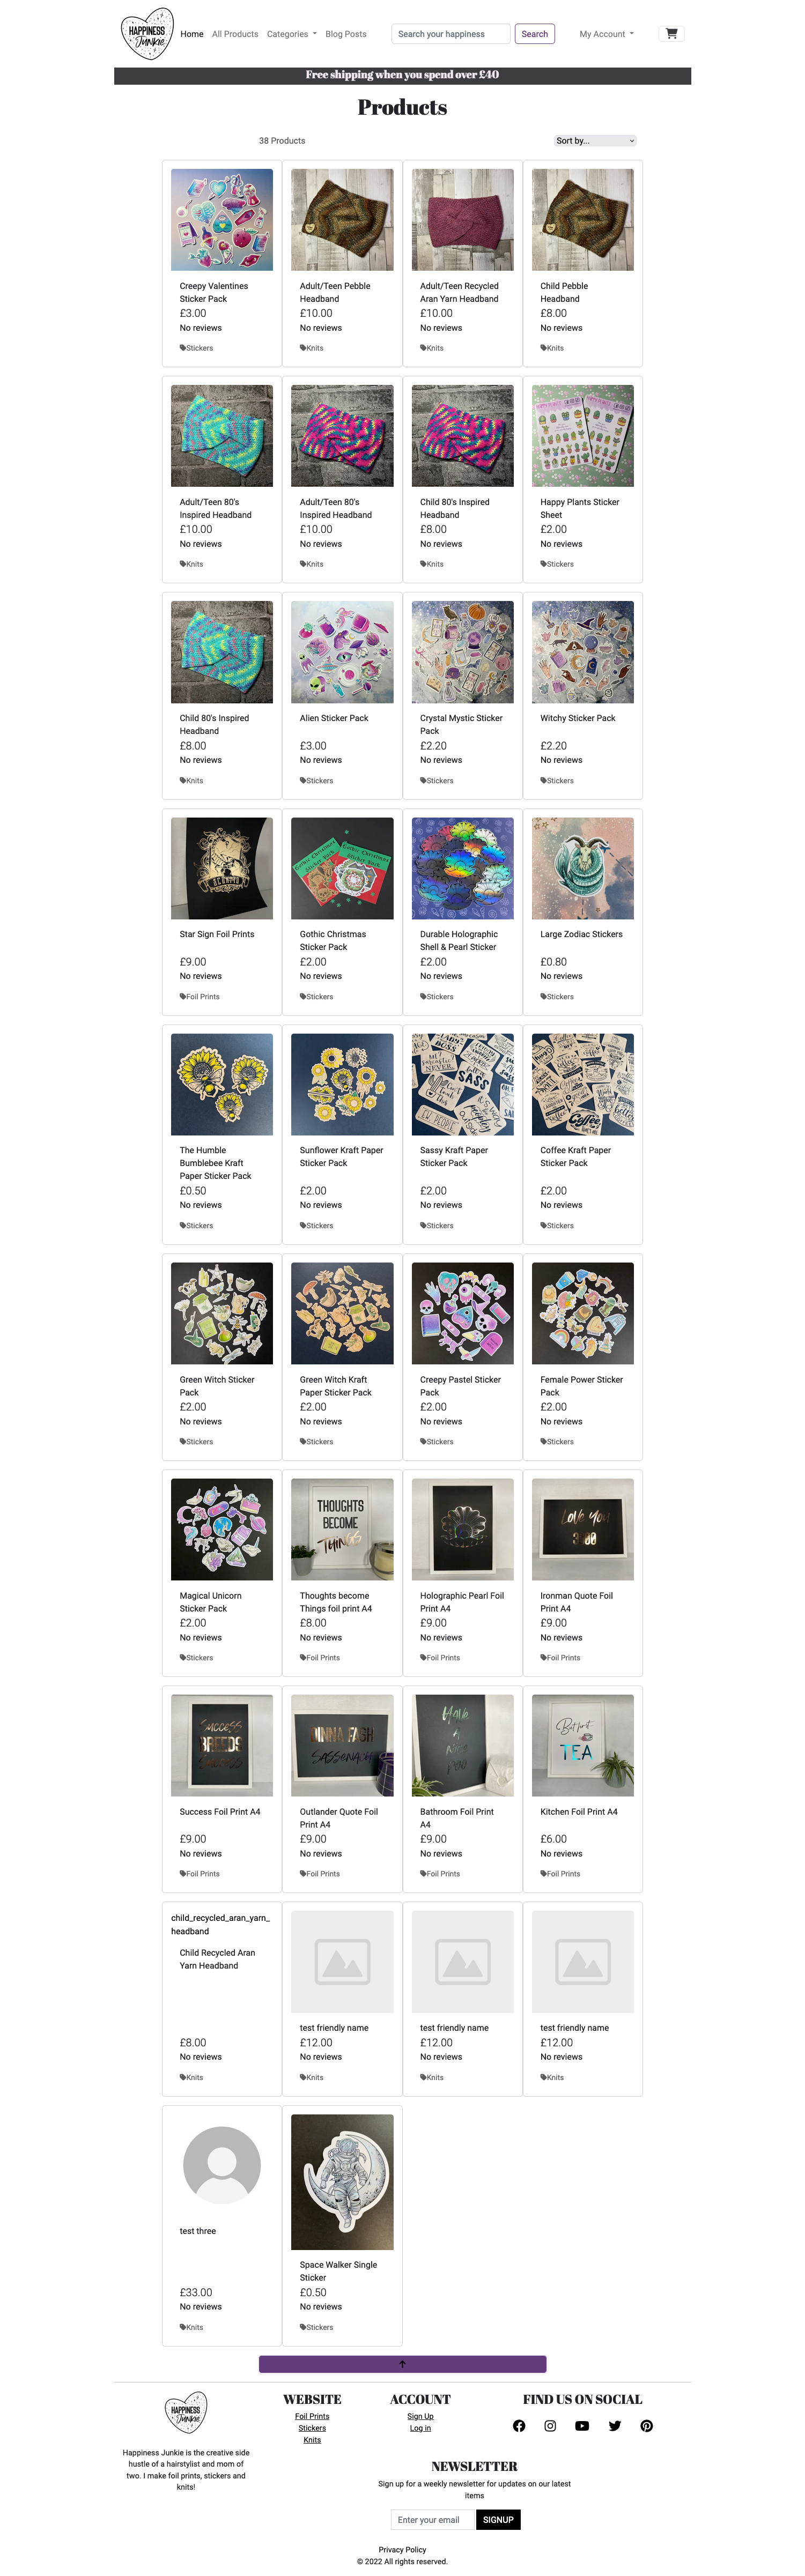 HAPPINESS
Junkie
Home
All Products
Categories
Blog Posts
Search your happiness
Search
My Account
Free shipping when you spend over £40
Products
38 Products
Sort by...
Creepy Valentines
Sticker Pack
£3.00
No reviews
Stickers
Adult/Teen Pebble
Headband
£10.00
No reviews
Knits
Adult/Teen Recycled
Aran Yarn Headband
£10.00
No reviews
Knits
Child Pebble
Headband
£8.00
No reviews
Knits
Adult/Teen 80's
Inspired Headband
£10.00
No reviews
Knits
Adult/Teen 80's
Inspired Headband
£10.00
No reviews
Knits
Child 80's Inspired
Headband
£8.00
No reviews
Knits
Happy Plants Sticker
Sheet
£2.00
No reviews
Stickers
Child 80's Inspired
Headband
£8.00
No reviews
Knits
Alien Sticker Pack
£3.00
No reviews
Stickers
Crystal Mystic Sticker
Pack
£2.20
No reviews
Stickers
Witchy Sticker Pack
£2.20
No reviews
Stickers
Star Sign Foil Prints
£9.00
No reviews
Foil Prints
Gothic Christmas
Sticker Pack
Gothic Christmas
Sticker Pack
£2.00
No reviews
Stickers
Durable Holographic
Shell & Pearl Sticker
£2.00
No reviews
Stickers
Large Zodiac Stickers
£0.80
No reviews
Stickers
The Humble
Bumblebee Kraft
Paper Sticker Pack
£0.50
No reviews
Stickers
Sunflower Kraft Paper
Sticker Pack
£2.00
No reviews
Stickers
SASS
EW PEOPLE
Sassy Kraft Paper
Sticker Pack
£2.00
No reviews
Stickers
Coffee
Coffee Kraft Paper
Sticker Pack
£2.00
No reviews
Stickers
Green Witch Sticker
Pack
£2.00
No reviews
Stickers
Green Witch Kraft
Paper Sticker Pack
£2.00
No reviews
Stickers
Creepy Pastel Sticker
Pack
£2.00
No reviews
Stickers
Female Power Sticker
Pack
£2.00
No reviews
Stickers
Magical Unicorn
Sticker Pack
£2.00
No reviews
Stickers
THOUGHTS
BECOME
THINGS
Thoughts become
Things foil print A4
£8.00
No reviews
Foil Prints
Holographic Pearl Foil
Print A4
£9.00
No reviews
Foil Prints
Love you
3000
Ironman Quote Foil
Print A4
£9.00
No reviews
Foil Prints
Success
BREEDS
Success
Success Foil Print A4
£9.00
No reviews
Foil Prints
DINNA FASH
SASSENACH
Outlander Quote Foil
Print A4
£9.00
No reviews
Foil Prints
Have
a
Nice
Poo
Bathroom Foil Print
A4
£9.00
No reviews
Foil Prints
But first
TEA
Kitchen Foil Print A4
£6.00
No reviews
Foil Prints
child_recycled_aran_yarn_
headband
Child Recycled Aran
Yarn Headband
£8.00
No reviews
Knits
test friendly name
£12.00
No reviews
Knits
test friendly name
£12.00
No reviews
Knits
test friendly name
£12.00
No reviews
Knits
test three
£33.00
No reviews
Knits
Space Walker Single
Sticker
£0.50
No reviews
Stickers
HAPPINESS
Junkie
Happiness Junkie is the creative side
hustle of a hairstylist and mom of
two. I make foil prints, stickers and
knits!
WEBSITE
Foil Prints
Stickers
Knits
ACCOUNT
Sign Up
Log in
FIND US ON SOCIAL
NEWSLETTER
Sign up for a weekly newsletter for updates on our latest
items
Enter your email
SIGNUP
Privacy Policy
© 2022 All rights reserved.